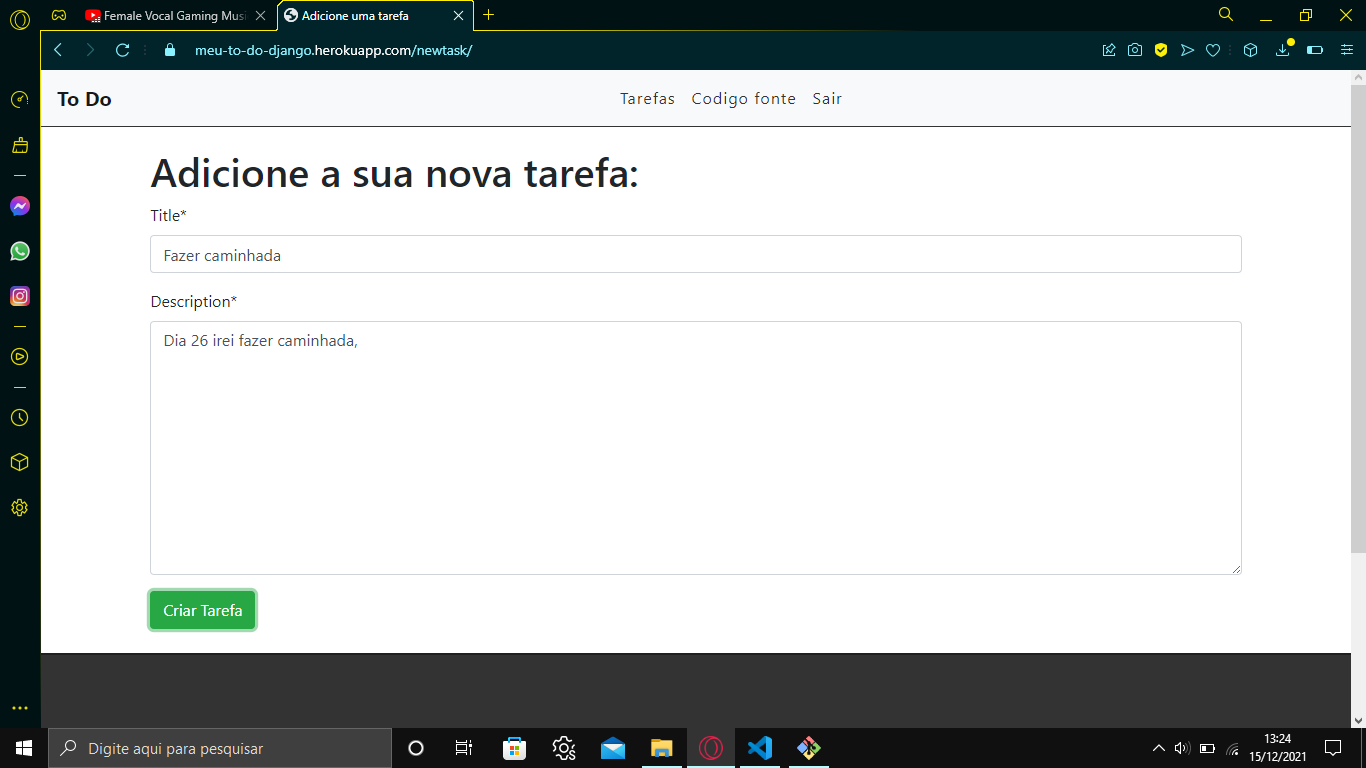 Female Vocal Gaming Musi
Adicione uma tarefa
meu-to-do-django.herokuapp.com/newtask/
To Do
Tarefas Codigo fonte Sair
Adicione a sua nova tarefa:
Title*
Fazer caminhada
Description*
Dia 26 irei fazer caminhada,
Criar Tarefa
Digite aqui para pesquisar
13:24
15/12/2021